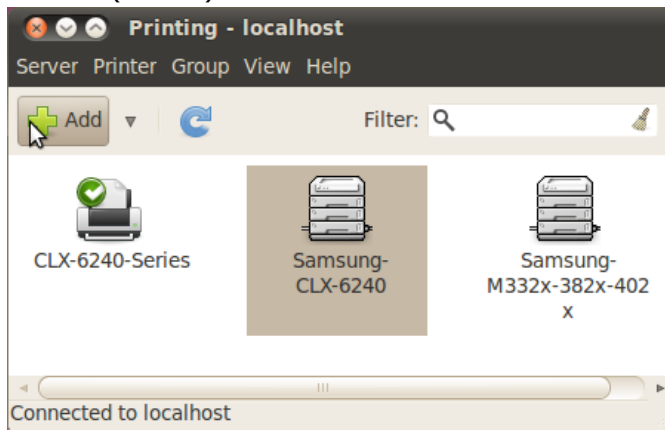 Printing - localhost
Server Printer Group View Help
Add Filter:
CLX-6240-Series
Samsung-
CLX-6240
Samsung-
M332x-382x-402
x
Connected to localhost